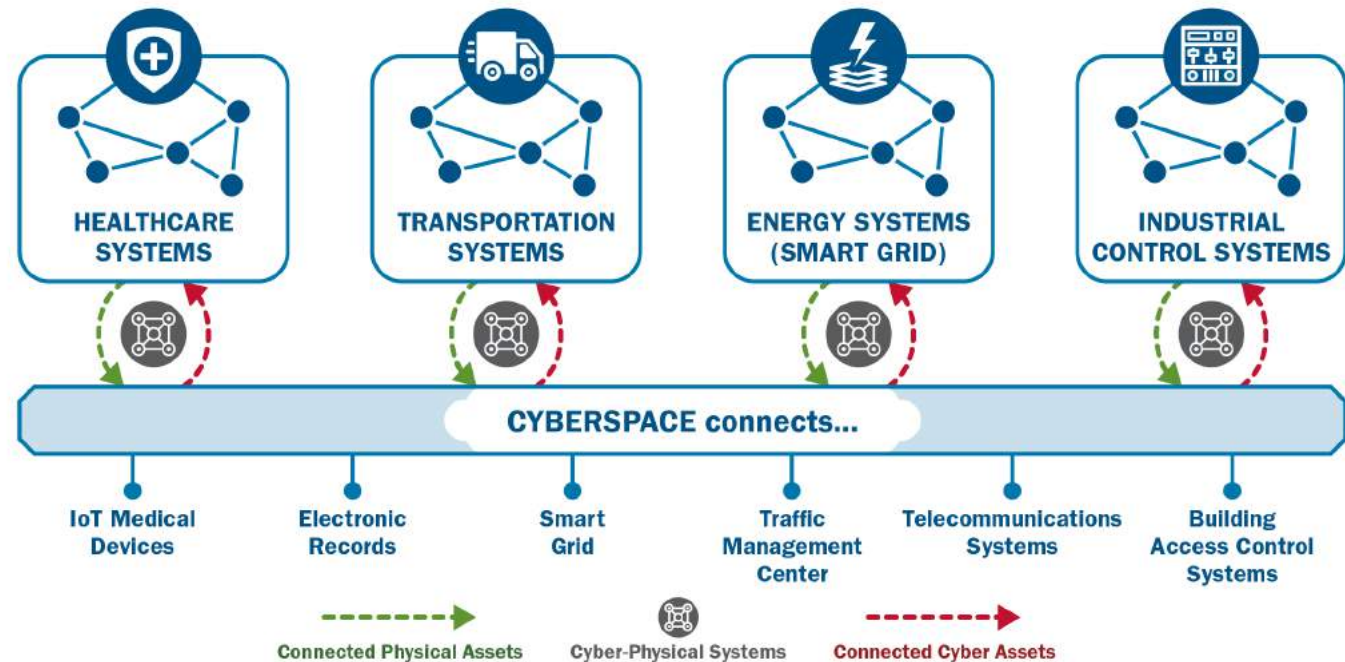 HEALTHCARE
SYSTEMS
TRANSPORTATION
SYSTEMS
ENERGY SYSTEMS
(SMART GRID)
INDUSTRIAL
CONTROL SYSTEMS
CYBERSPACE connects...
IoT Medical
Devices
Electronic
Records
Smart
Grid
Traffic
Management
Center
Telecommunications
Systems
Building
Access Control
Systems
Connected Physical Assets
Cyber-Physical Systems
Connected Cyber Assets